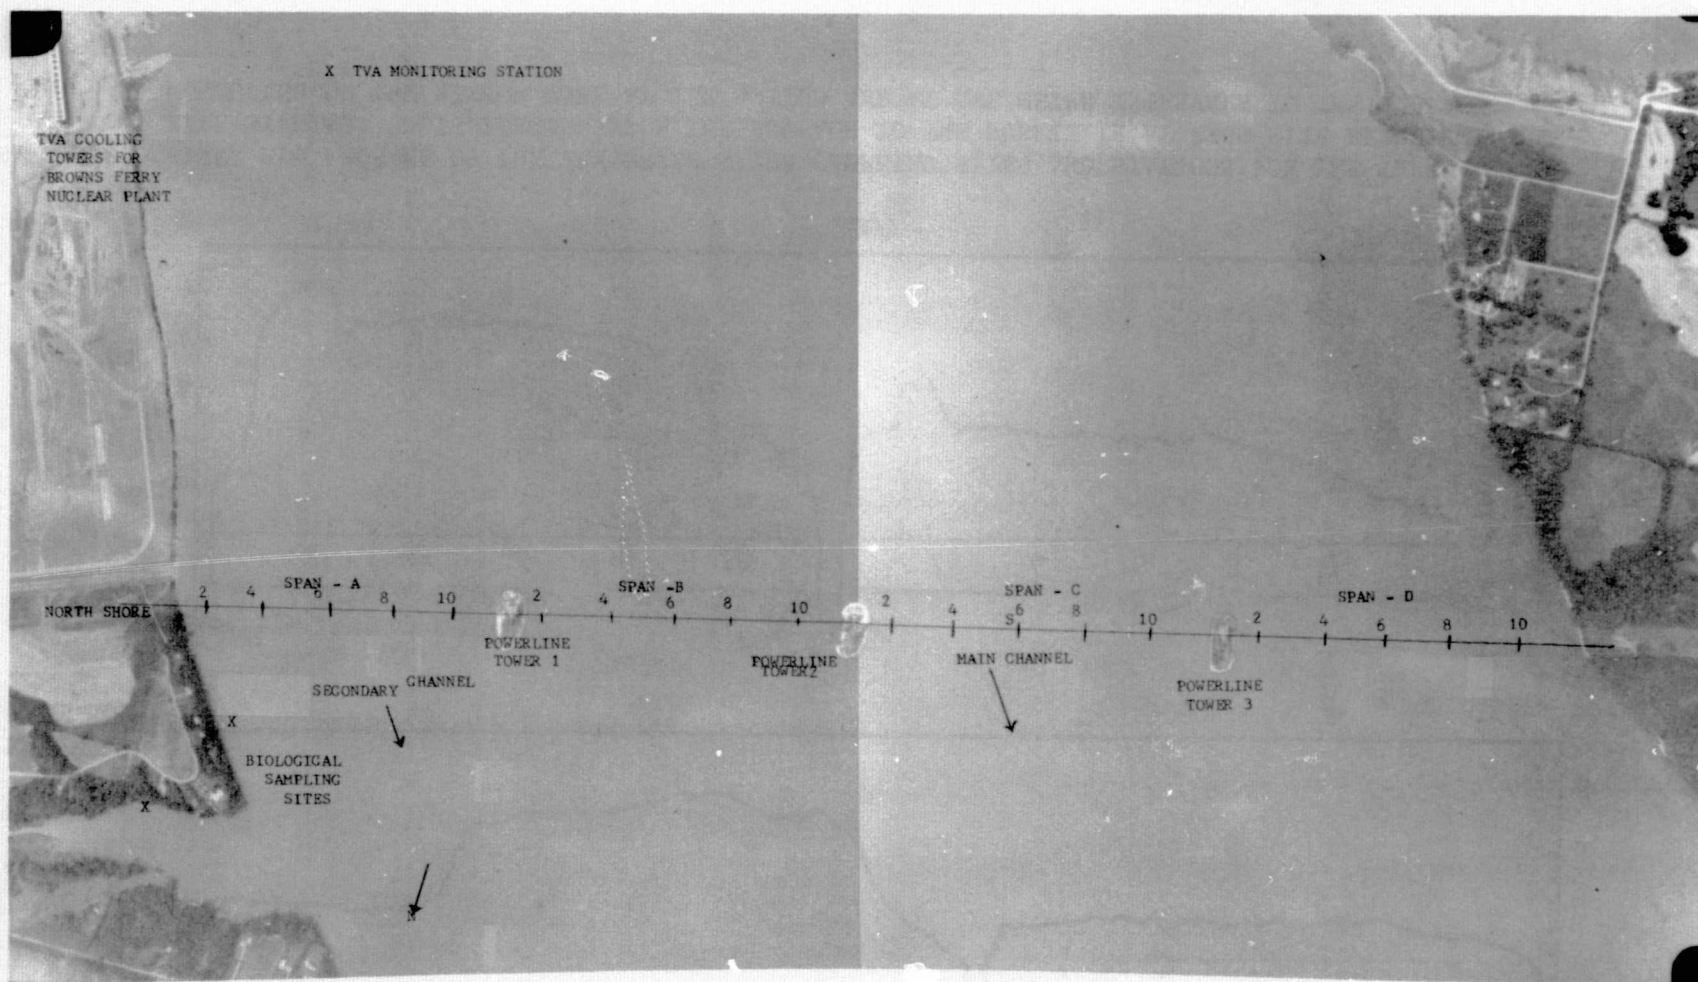 X TVA MONITORING STATION
TVA COOLING
TOWERS FOR
BROWNS FERRY
NUCLEAR PLANT
SPAN - A
SPAN -B
SPAN - C
SPAN - D
NORTH SHORE
2 4 6 8 10 2 4 6 8 10 2 4 6 8 10 2 4 6 8 10
S
POWERLINE
TOWER 1
POWERLINE
TOWER2
MAIN CHANNEL
POWERLINE
TOWER 3
SECONDARY CHANNEL
X
BIOLOGICAL
SAMPLING
SITES
X
N